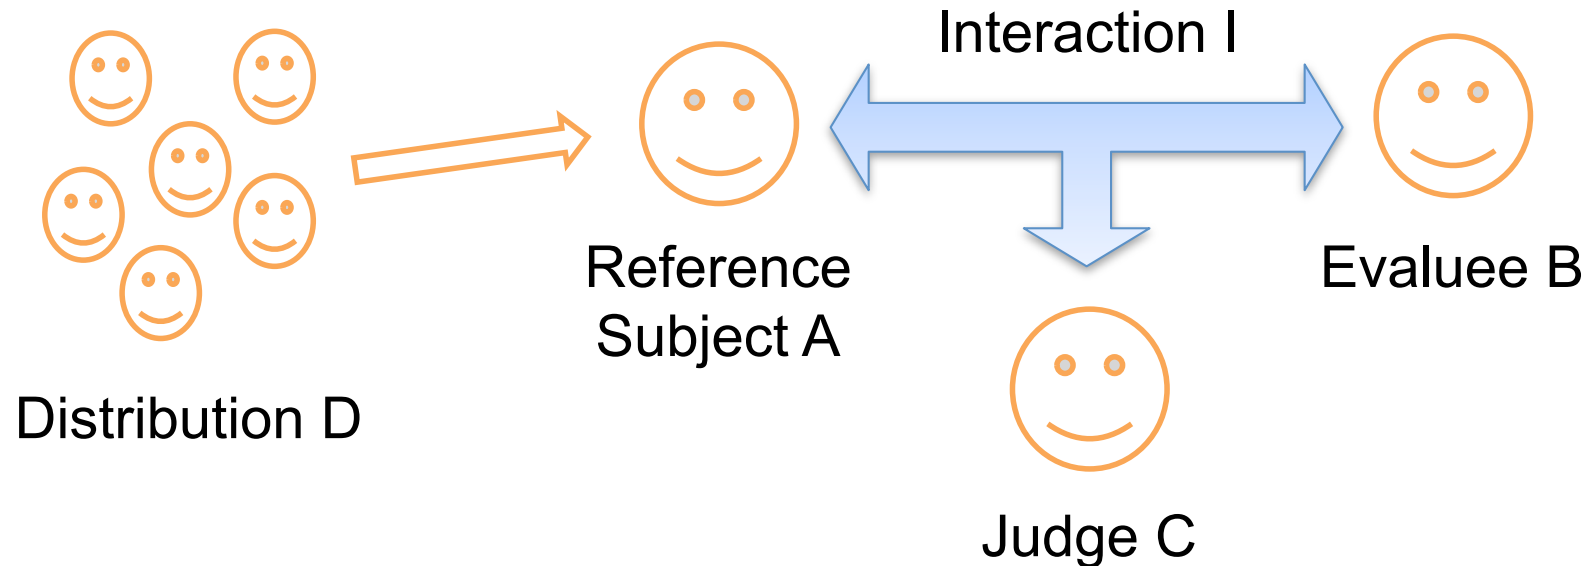 Interaction I
Reference
Subject A
Evaluee B
Distribution D
Judge C